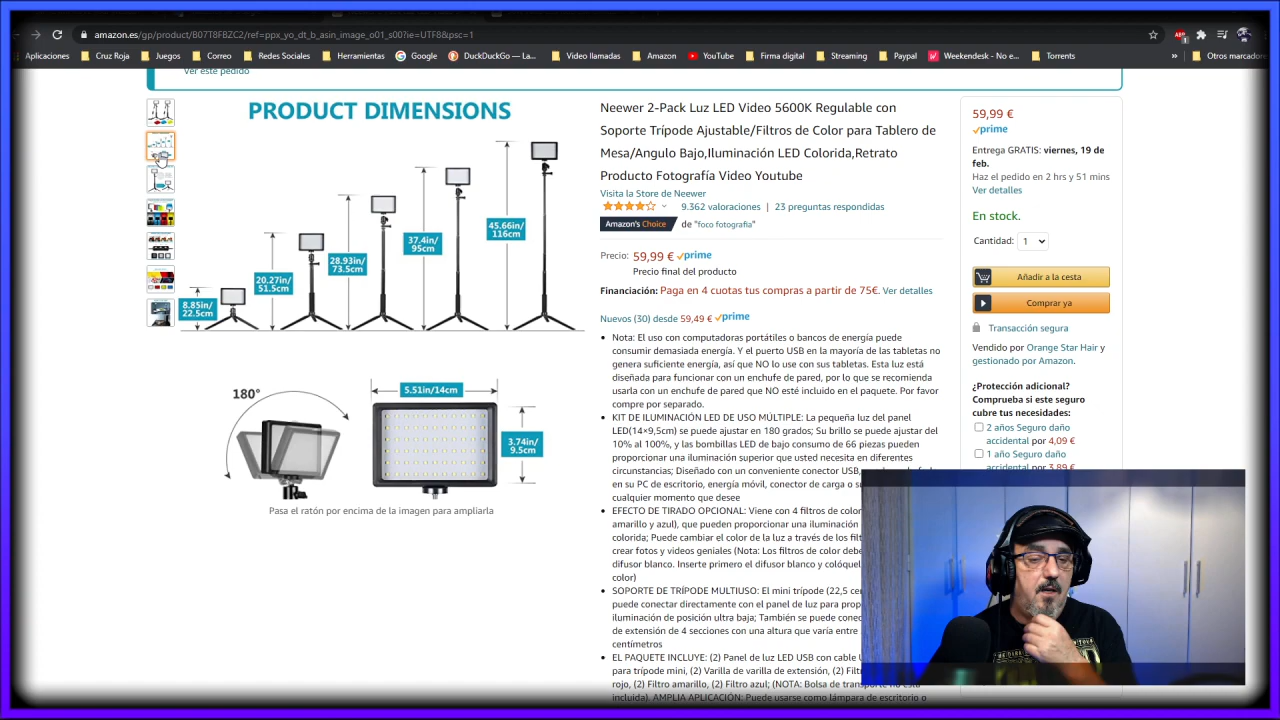 amazon.es/gp/product/B07T8FBZC2/ref=ppx_yo_dt_b_asin_image_o01_s00?ie=UTF8&psc=1
Aplicaciones
Cruz Roja
Juegos
Correo
Redes Sociales
Herramientas
Google
DuckDuckGo — La...
Video llamadas
Amazon
YouTube
Firma digital
Streaming
Paypal
Weekendesk - No e...
Torrents
»
Otros marcador
Ver este pedido
PRODUCT DIMENSIONS
8.85in/
22.5cm
20.27in/
51.5cm
28.93in/
73.5cm
37.4in/
95cm
45.66in/
116cm
180°
5.51in/14cm
3.74in/
9.5cm
Pasa el ratón por encima de la imagen para ampliarla
Neewer 2-Pack Luz LED Video 5600K Regulable con
Soporte Trípode Ajustable/Filtros de Color para Tablero de
Mesa/Angulo Bajo,Iluminación LED Colorida,Retrato
Producto Fotografía Video Youtube
Visita la Store de Neewer
9.362 valoraciones | 23 preguntas respondidas
Amazon's Choice de "foco fotografia"
Precio: 59,99 € prime
Precio final del producto
Financiación: Paga en 4 cuotas tus compras a partir de 75€. Ver detalles
Nuevos (30) desde 59,49 € prime
• Nota: El uso con computadoras portátiles o bancos de energía puede
consumir demasiada energía. Y el puerto USB en la mayoría de las tabletas no
genera suficiente energía, así que NO lo use con sus tabletas. Esta luz está
diseñada para funcionar con un enchufe de pared, por lo que se recomienda
usarla con un enchufe de pared que NO esté incluido en el paquete. Por favor
compre por separado.
• KIT DE ILUMINACIÓN LED DE USO MÚLTIPLE: La pequeña luz del panel
LED(14×9,5cm) se puede ajustar en 180 grados; Su brillo se puede ajustar del
10% al 100%, y las bombillas LED de bajo consumo de 66 piezas pueden
proporcionar una iluminación superior que usted necesita en diferentes
circunstancias; Diseñado con un conveniente conector USB,
en su PC de escritorio, energía móvil, conector de carga o
cualquier momento que desee
• EFECTO DE TIRADO OPCIONAL: Viene con 4 filtros de color
amarillo y azul), que pueden proporcionar una iluminación
colorida; Puede cambiar el color de la luz a través de los
crear fotos y videos geniales (Nota: Los filtros de color
difusor blanco. Inserte primero el difusor blanco y
color)
• SOPORTE DE TRÍPODE MULTIUSO: El mini trípode (22,5
puede conectar directamente con el panel de luz para
iluminación de posición ultra baja; También se puede
de extensión de 4 secciones con una altura que varía entre
centímetros
• EL PAQUETE INCLUYE: (2) Panel de luz LED USB con cable
para trípode mini, (2) Varilla de varilla de extensión, (2)
rojo, (2) Filtro amarillo, (2) Filtro azul; (NOTA: Bolsa de transporte no
incluida). AMPLIA APLICACIÓN: Puede usarse como lámpara de escritorio o
59,99 €
prime
Entrega GRATIS: viernes, 19 de
feb.
Haz el pedido en 2 hrs y 51 mins
Ver detalles
En stock.
Cantidad: 1
Añadir a la cesta
Comprar ya
Transacción segura
Vendido por Orange Star Hair y
gestionado por Amazon.
¿Protección adicional?
Comprueba si este seguro
cubre tus necesidades:
2 años Seguro daño
accidental por 4,09 €
1 año Seguro daño
accidental por 3,89 €